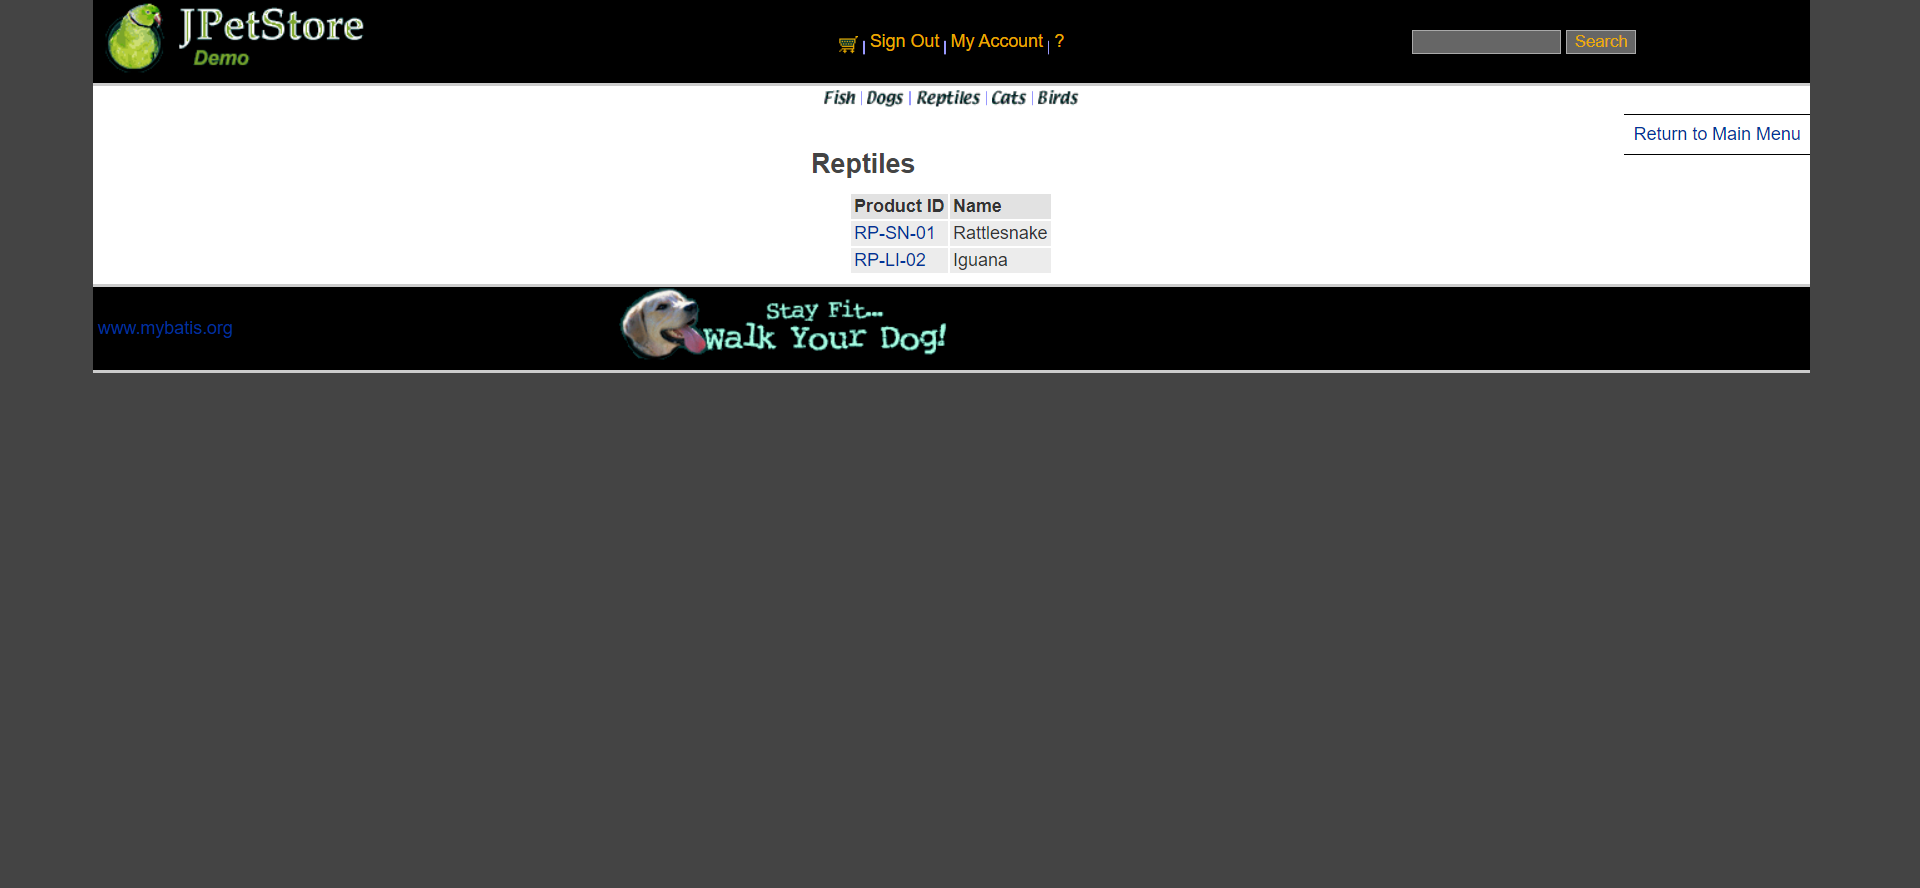 JPetStore
Demo
Sign Out | My Account | ?
Search
Fish | Dogs | Reptiles | Cats | Birds
Return to Main Menu
Reptiles
Product ID Name
RP-SN-01 Rattlesnake
RP-LI-02 Iguana
www.mybatis.org
Stay Fit...
Walk Your Dog!